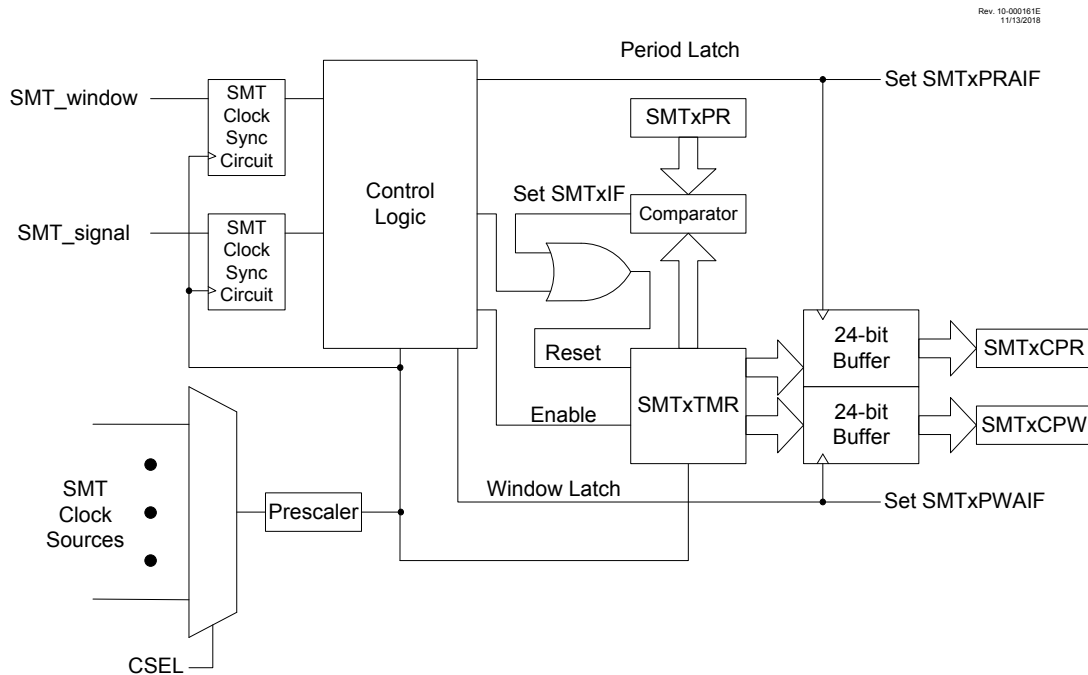 Rev. 10-000161E
11/13/2018
Period Latch
Set SMTxPRAIF
SMT_window
SMT
Clock
Sync
Circuit
SMTxPR
Control
Logic
Set SMTxIF
Comparator
SMT_signal
SMT
Clock
Sync
Circuit
24-bit
Buffer
SMTxCPR
Reset
SMTxTMR
Enable
24-bit
Buffer
SMTxCPW
Window Latch
Set SMTxPWAIF
SMT
Clock
Sources
Prescaler
CSEL